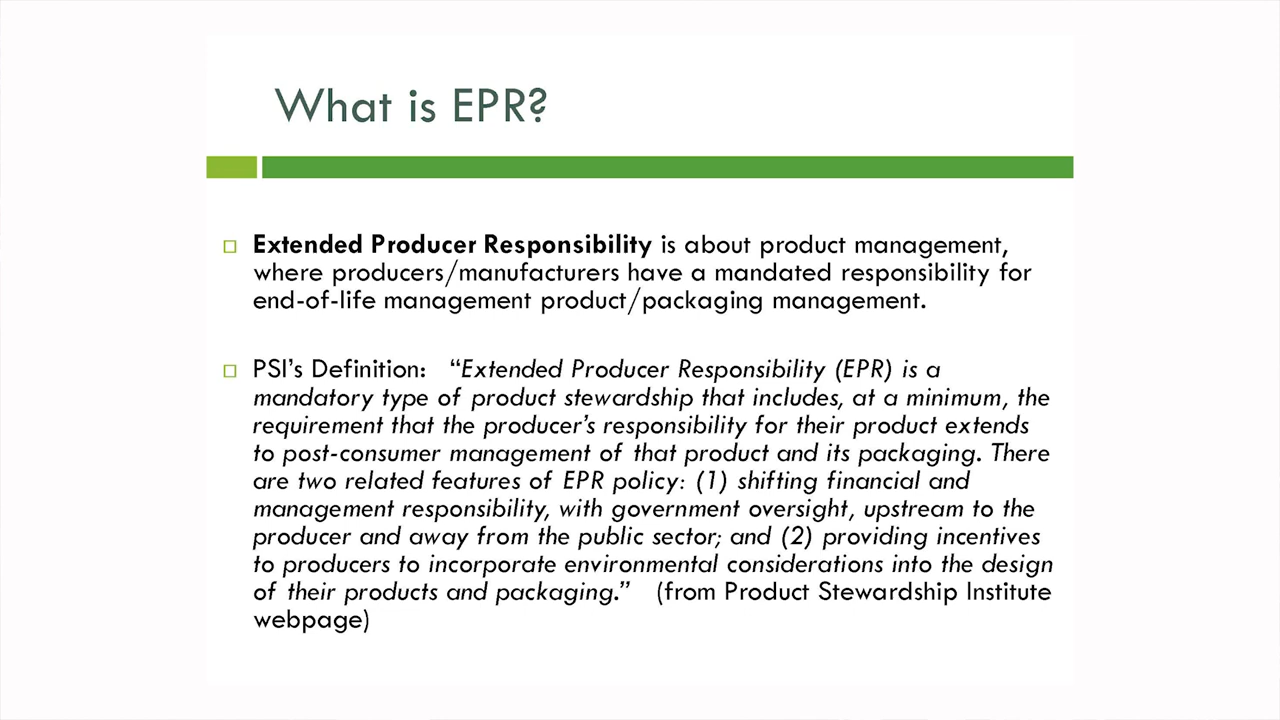 What is EPR?
Extended Producer Responsibility is about product management,
where producers/manufacturers have a mandated responsibility for
end-of-life management product/packaging management.
PSI’s Definition: “Extended Producer Responsibility (EPR) is a
mandatory type of product stewardship that includes, at a minimum, the
requirement that the producer’s responsibility for their product extends
to post-consumer management of that product and its packaging. There
are two related features of EPR policy: (1) shifting financial and
management responsibility, with government oversight, upstream to the
producer and away from the public sector; and (2) providing incentives
to producers to incorporate environmental considerations into the design
of their products and packaging.” (from Product Stewardship Institute
webpage)